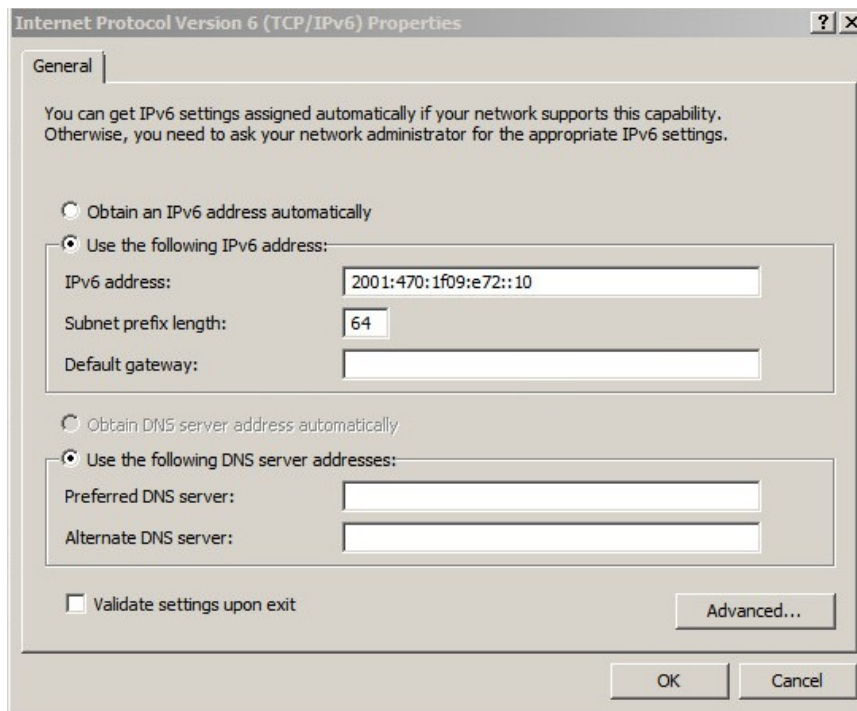 Internet Protocol Version 6 (TCP/IPv6) Properties
General
You can get IPv6 settings assigned automatically if your network supports this capability.
Otherwise, you need to ask your network administrator for the appropriate IPv6 settings.
Obtain an IPv6 address automatically
Use the following IPv6 address:
IPv6 address: 2001:470:1f09:e72::10
Subnet prefix length: 64
Default gateway:
Obtain DNS server address automatically
Use the following DNS server addresses:
Preferred DNS server:
Alternate DNS server:
Validate settings upon exit
Advanced...
OK Cancel